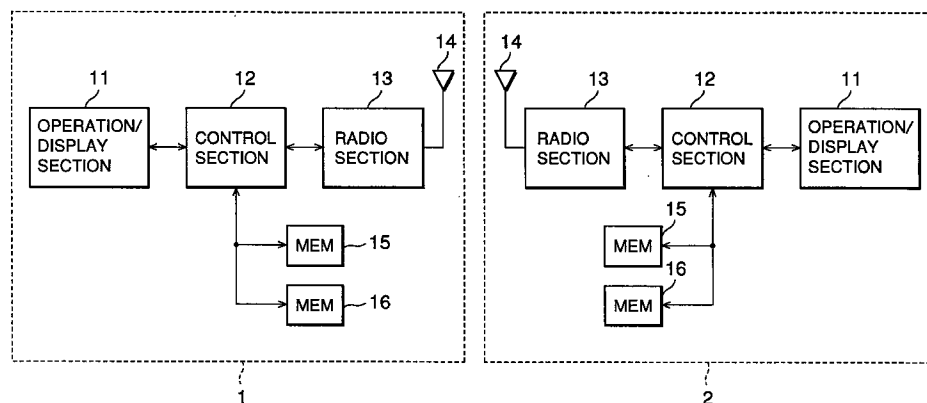 14
11
12
13
OPERATION/
DISPLAY
SECTION
CONTROL
SECTION
RADIO
SECTION
MEM
15
MEM
16
1
14
13
12
11
RADIO
SECTION
CONTROL
SECTION
OPERATION/
DISPLAY
SECTION
15
MEM
16
MEM
2